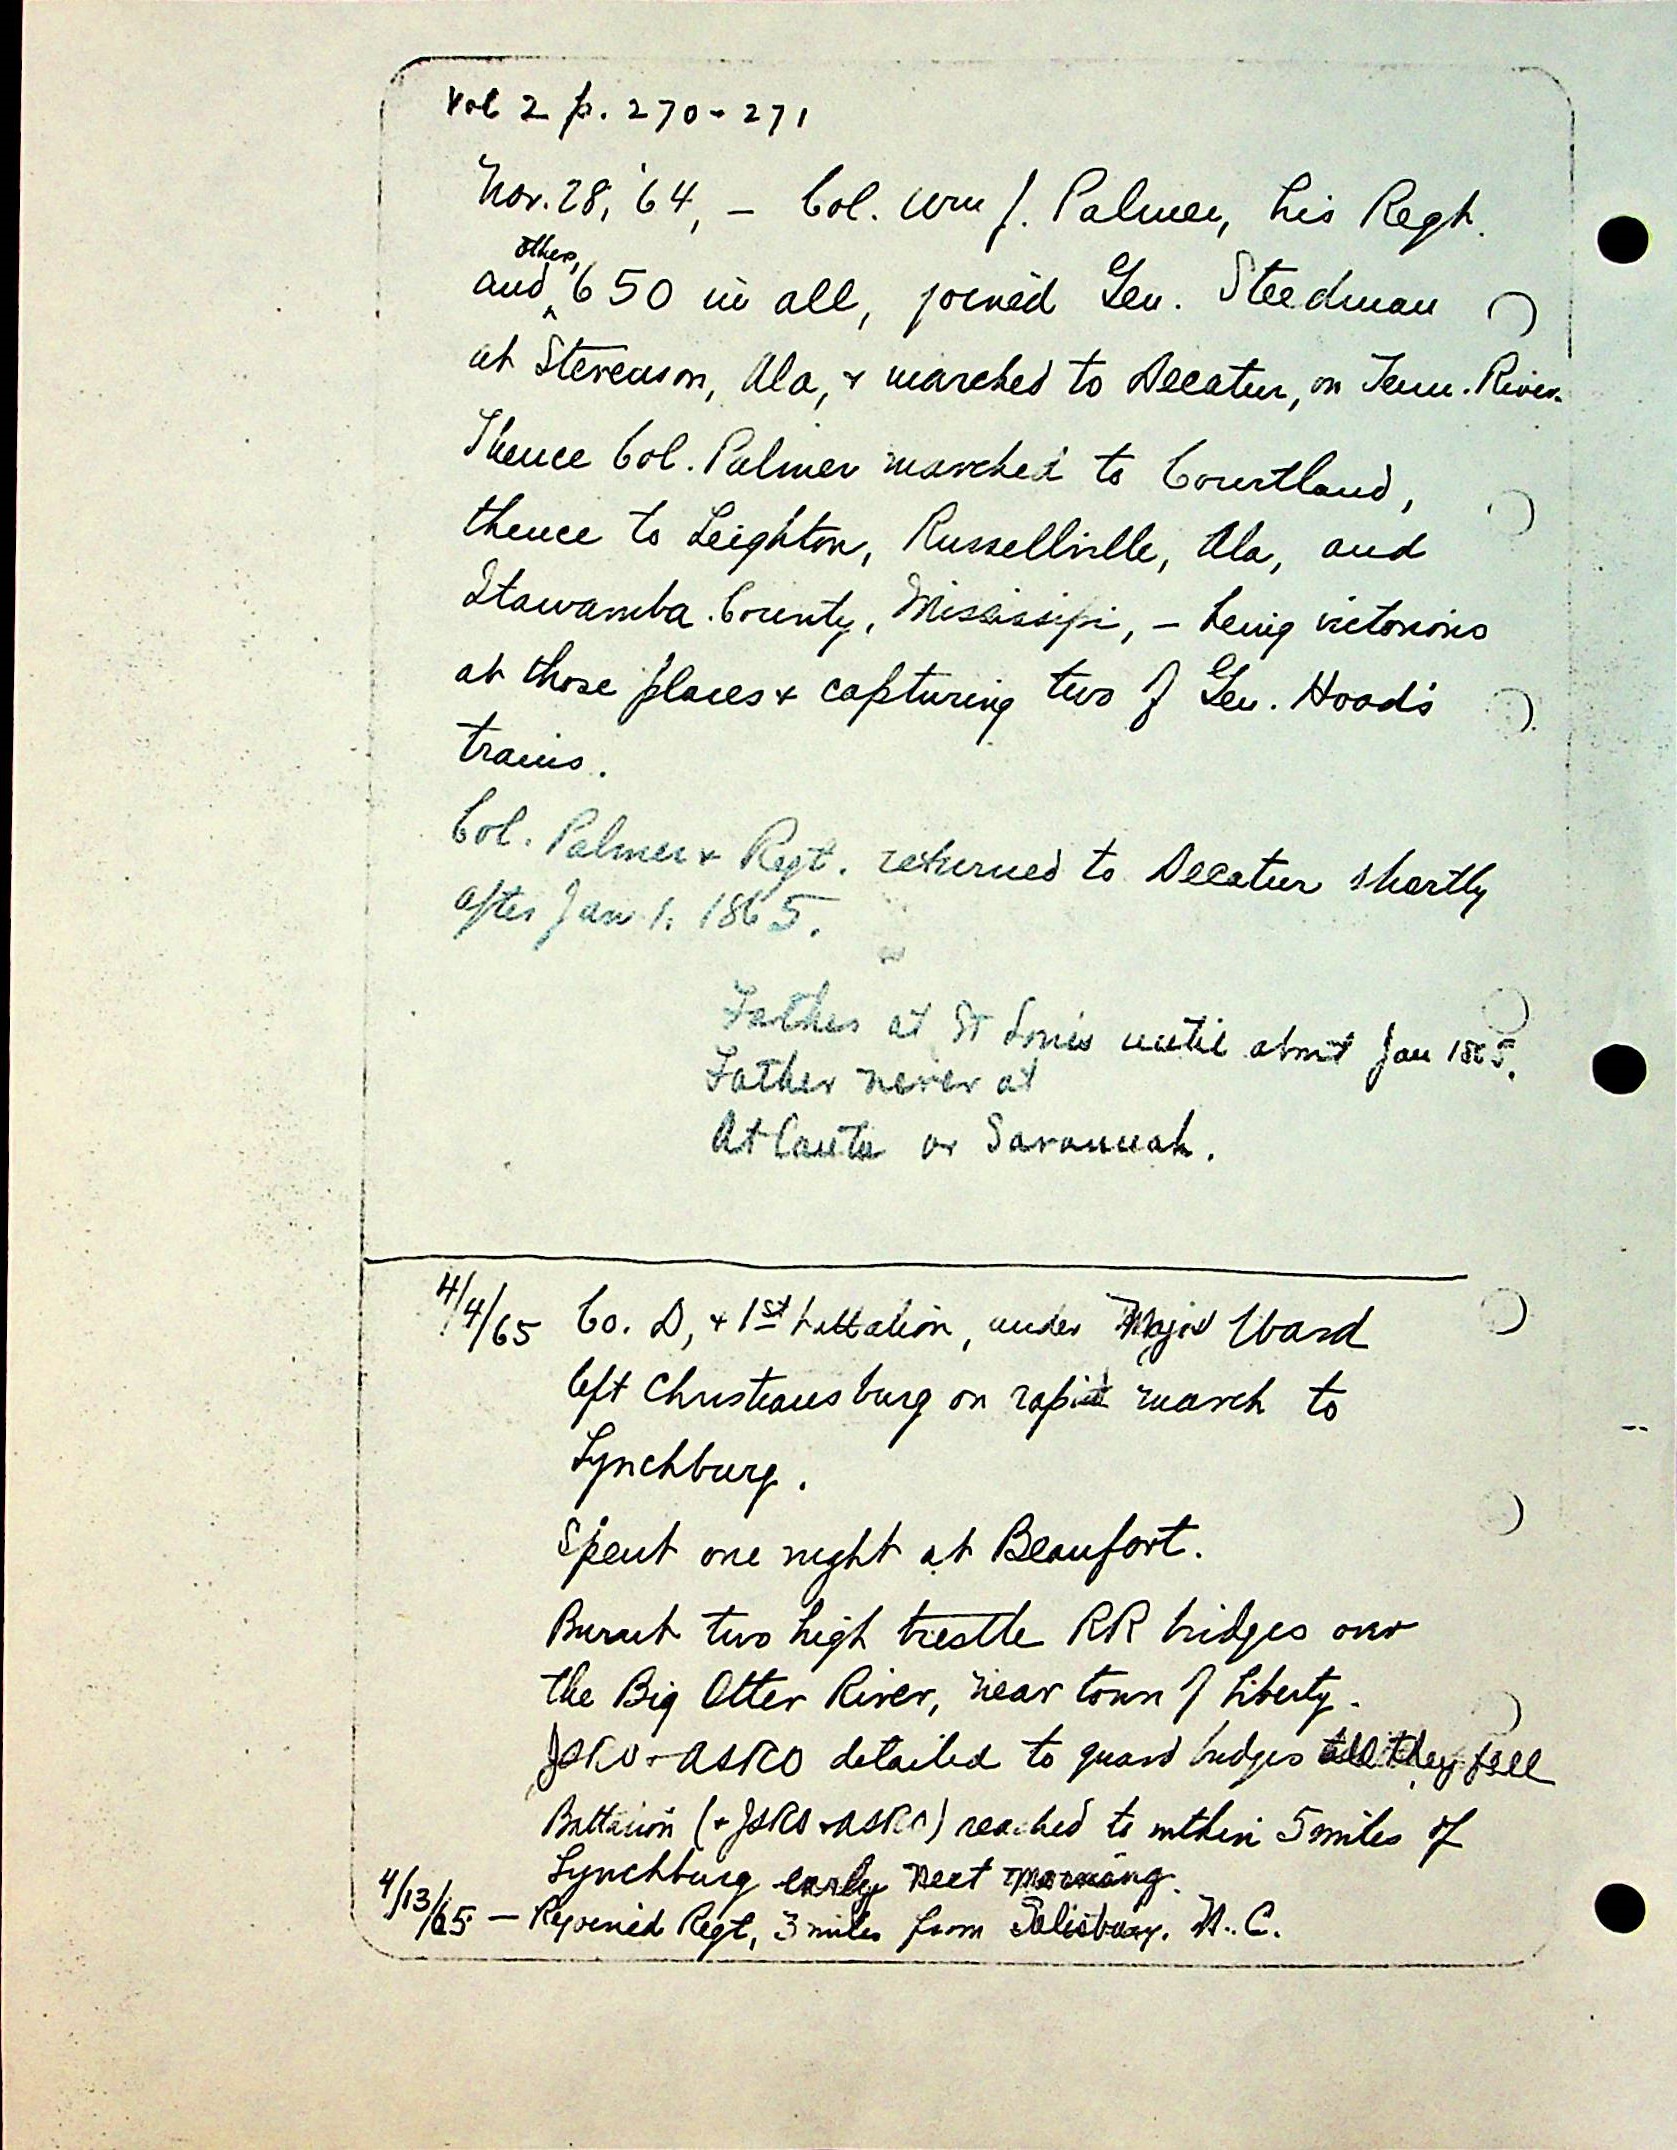 Vol 2 p. 270-271
Nov. 28, '64, - Col. Wm J. Palmer, his Regt.
others,
and ^ 650 in all, joined Gen. Steedman
at Stevenson, Ala, & marched to Decatur, on Tenn. River.
Thence Col. Palmer marched to Courtland,
thence to Leighton, Russellville, Ala, and
Itawamba County, Mississipi, - being victorious
at those places & capturing two of Gen. Hood's
trains.
Col. Palmer & Regt. returned to Decatur shortly
after Jan 1. 1865.
Father at St Louis until about Jan 1865.
Father never at
Atlanta or Savannah.
4/4/65 Co. D, & 1st battalion, under Major Ward
left Christiansburg on rapid march to
Lynchburg.
Spent one night at Beaufort.
Burnt two high trestle RR bridges over
the Big Otter River, near town of Liberty.
JSRO & ASRO detailed to guard bridges till they fell
Battalion (& JSRO & ASRO) reached to within 5 miles of
Lynchburg early next morning.
4/13/65 - Rejoined Regt, 3 miles from Salisbury, N.C.